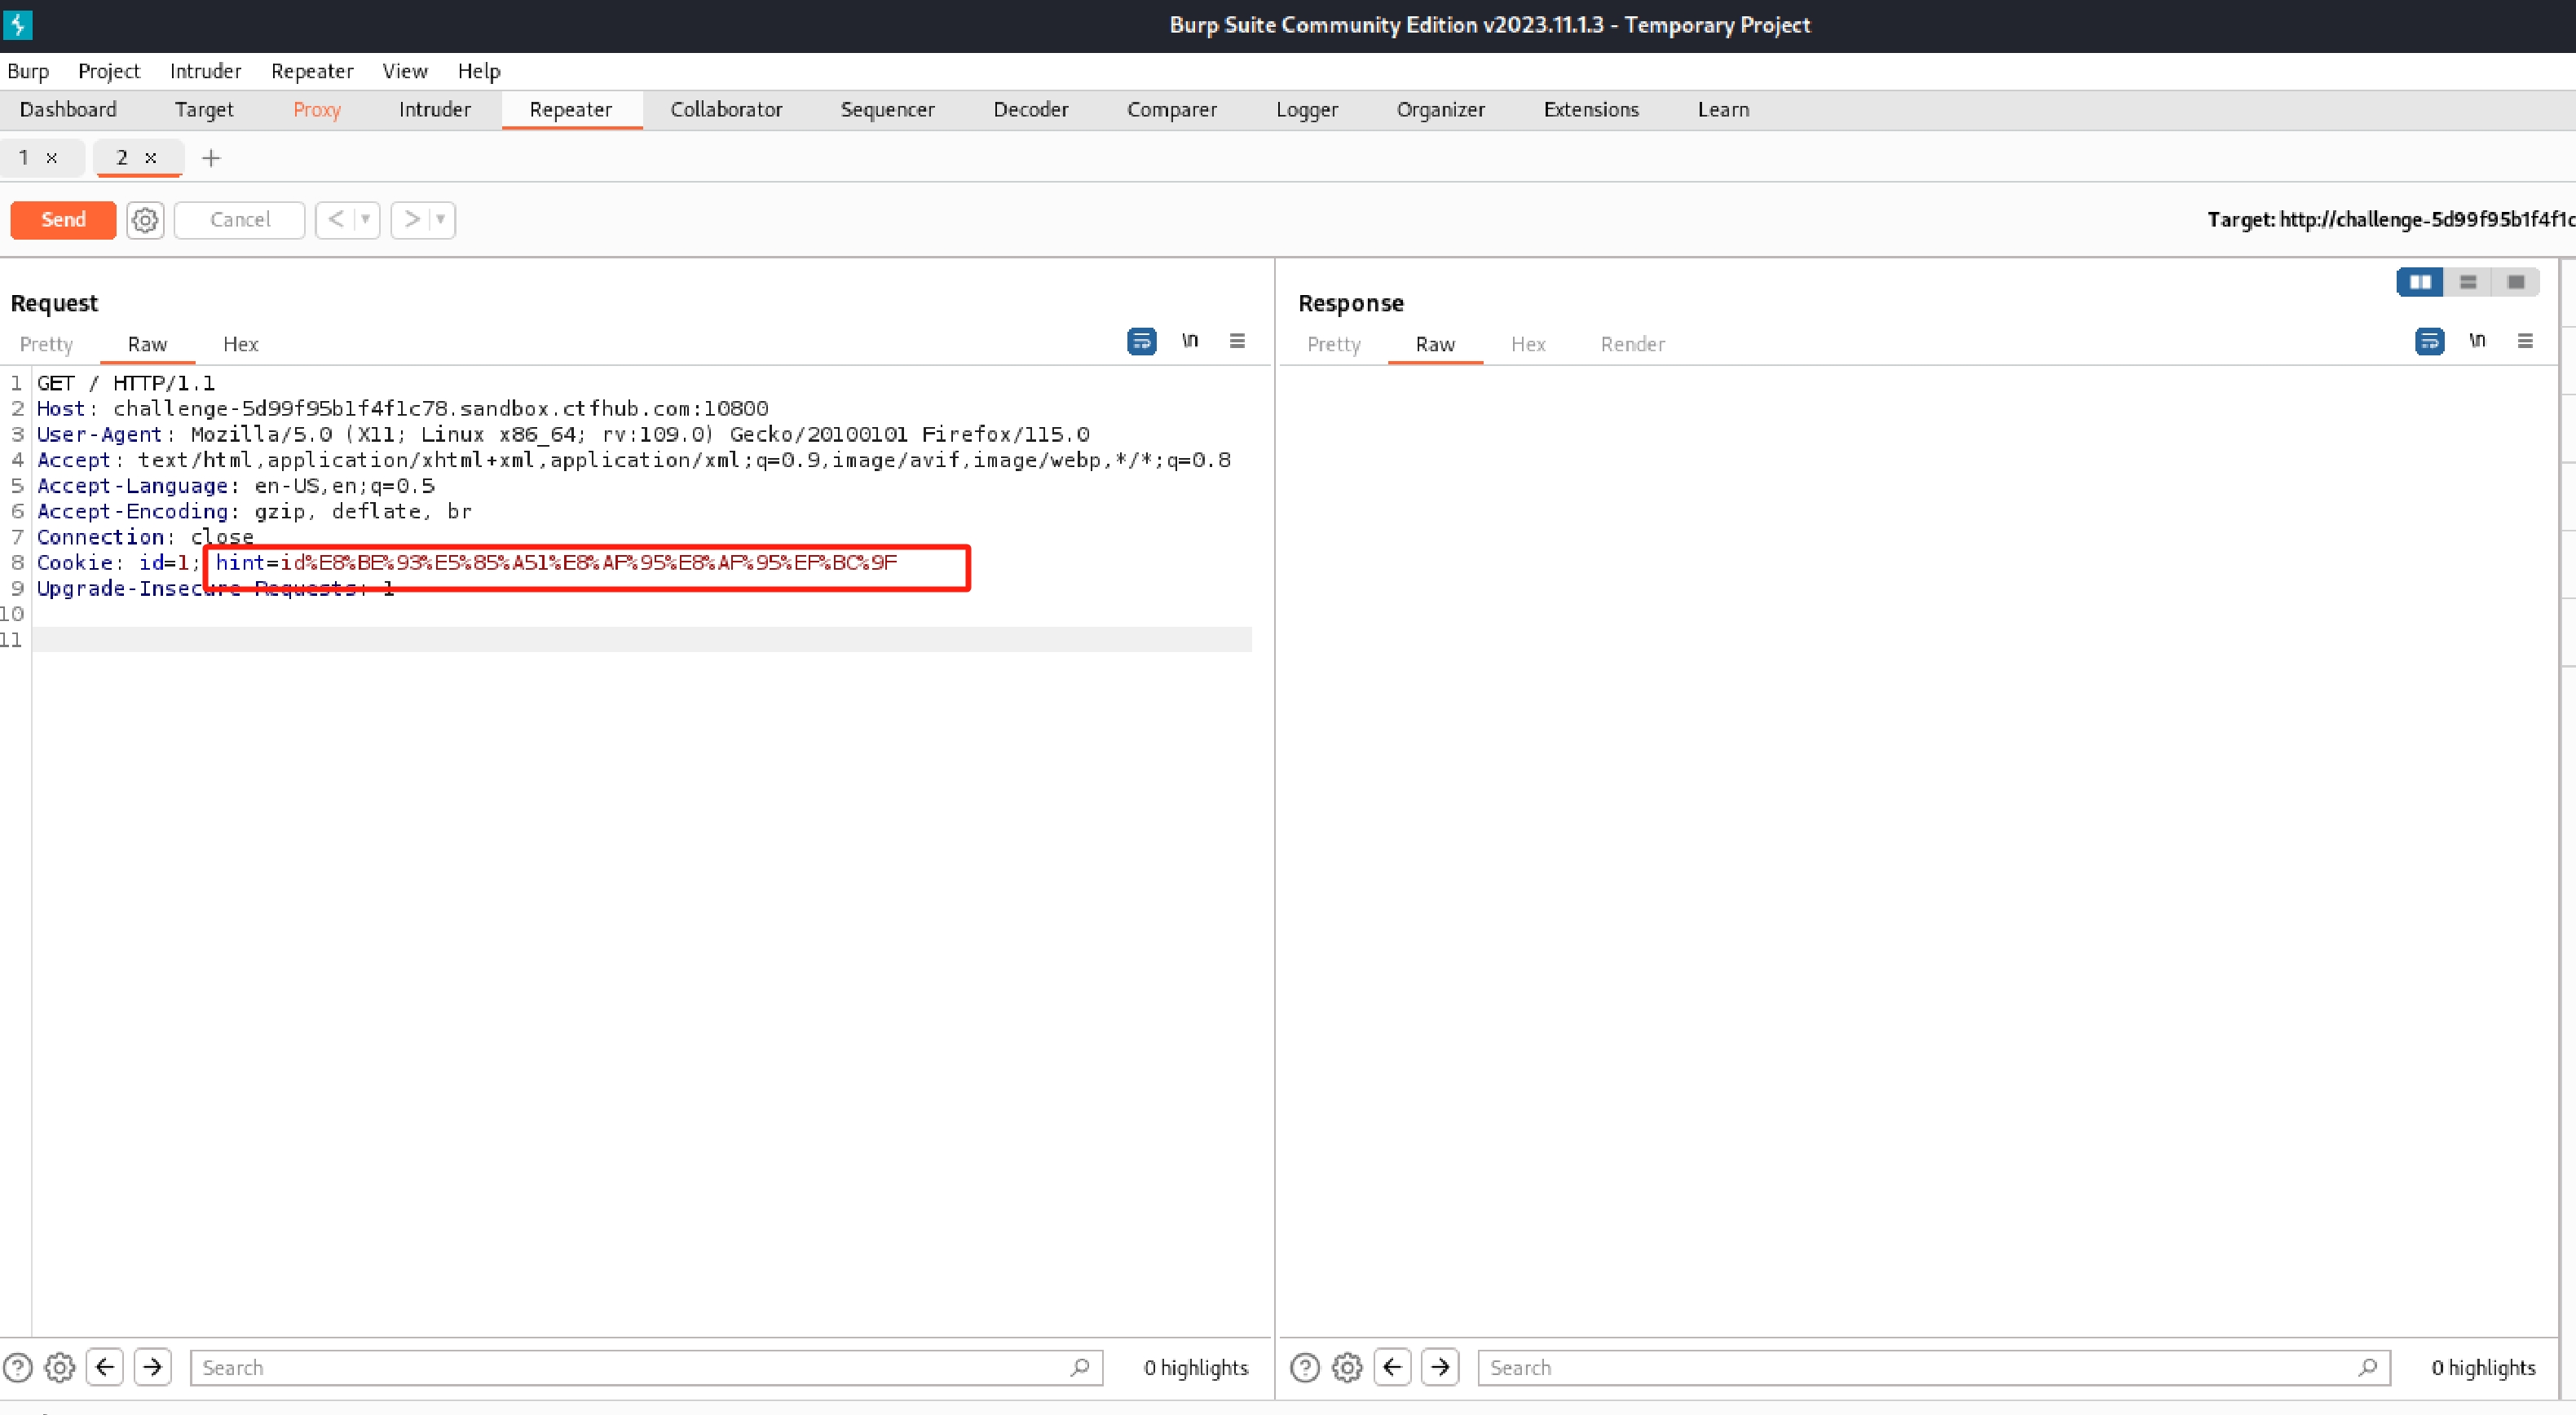 Burp Suite Community Edition v2023.11.1.3 - Temporary Project
Burp Project Intruder Repeater View Help
Dashboard Target Proxy Intruder Repeater Collaborator Sequencer Decoder Comparer Logger Organizer Extensions Learn
1 × 2 × +
Send Cancel < >
Target: http://challenge-5d99f95b1f4f1c
Request
Pretty Raw Hex \n
1 GET / HTTP/1.1
2 Host: challenge-5d99f95b1f4f1c78.sandbox.ctfhub.com:10800
3 User-Agent: Mozilla/5.0 (X11; Linux x86_64; rv:109.0) Gecko/20100101 Firefox/115.0
4 Accept: text/html,application/xhtml+xml,application/xml;q=0.9,image/avif,image/webp,*/*;q=0.8
5 Accept-Language: en-US,en;q=0.5
6 Accept-Encoding: gzip, deflate, br
7 Connection: close
8 Cookie: id=1; hint=id%E8%BE%93%E5%85%A51%E8%AF%95%E8%AF%95%EF%BC%9F
9 Upgrade-Insecure-Requests: 1
10
11
Search 0 highlights
Response
Pretty Raw Hex Render \n
Search 0 highlights